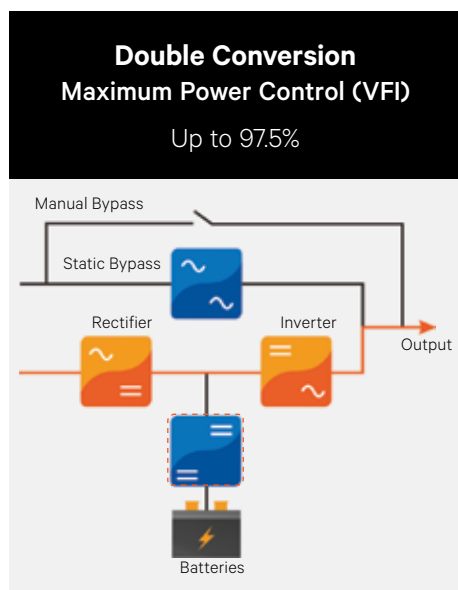 Double Conversion
Maximum Power Control (VFI)
Up to 97.5%
Manual Bypass
Static Bypass
Rectifier
Inverter
Output
Batteries